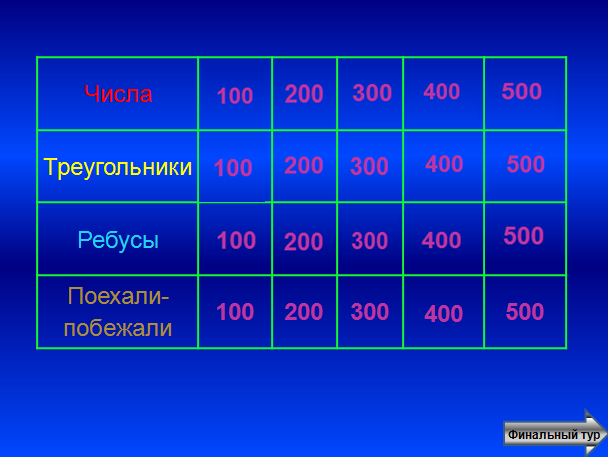 Числа 100 200 300 400 500
Треугольники 100 200 300 400 500
Ребусы 100 200 300 400 500
Поехали-
побежали 100 200 300 400 500
Финальный тур